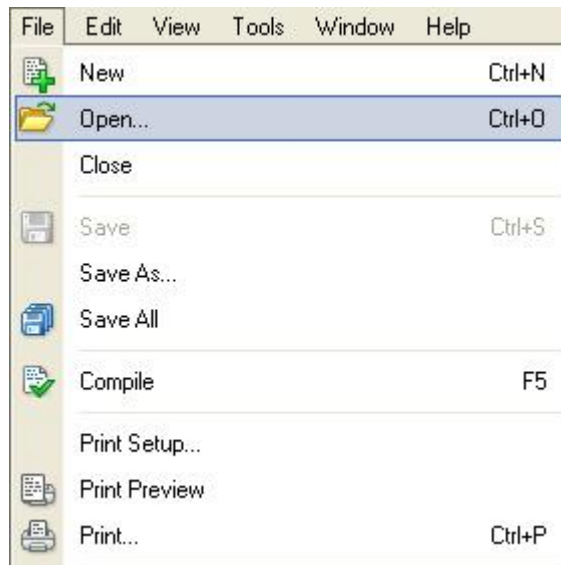 File Edit View Tools Window Help
New Ctrl+N
Open... Ctrl+O
Close
Save Ctrl+S
Save As...
Save All
Compile F5
Print Setup...
Print Preview
Print... Ctrl+P